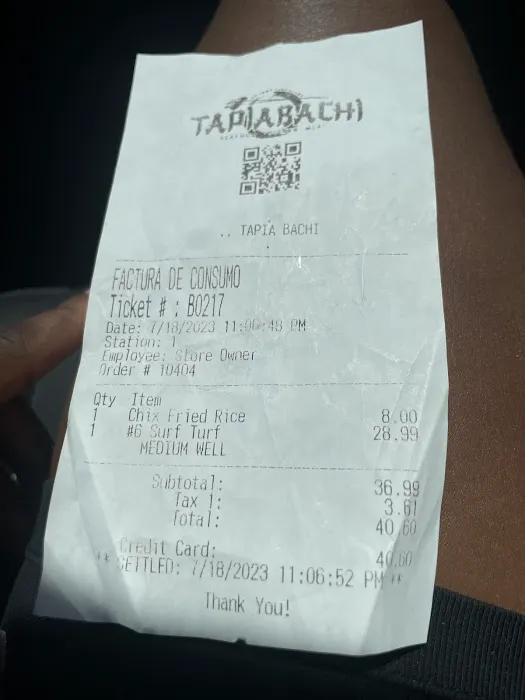 TAPIABACHI
.. TAPIA BACHI
FACTURA DE CONSUMO
Ticket # : B0217
Date: 7/18/2023 11:06:48 PM
Station: 1
Employee: Store Owner
Order # 10404
Qty Item
1 Chix Fried Rice 8.00
1 #6 Surf Turf 28.99
MEDIUM WELL
Subtotal: 36.99
Tax 1: 3.61
Total: 40.60
Credit Card: 40.60
** SETTLED: 7/18/2023 11:06:52 PM **
Thank You!